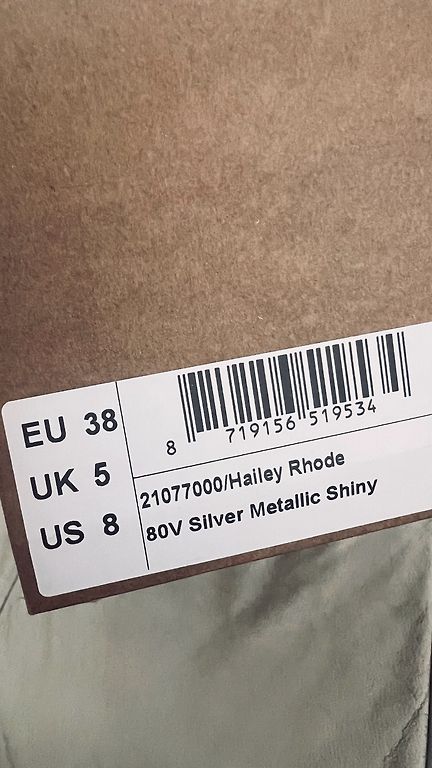 EU 38
UK 5
US 8
8 719156 519534
21077000/Hailey Rhode
80V Silver Metallic Shiny